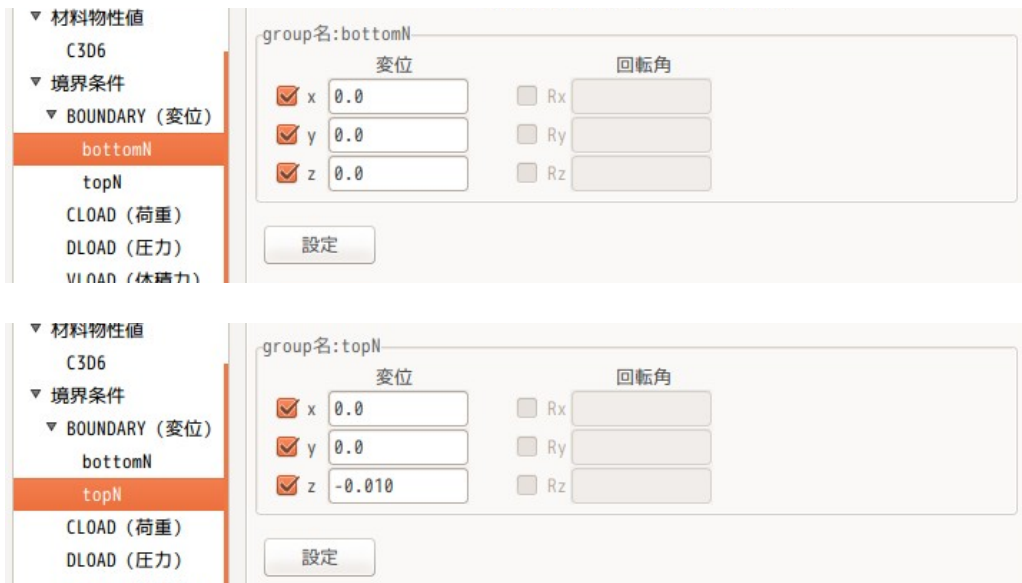 ▼ 材料物性値
C3D6
▼ 境界条件
▼ BOUNDARY (変位)
bottomN
topN
CLOAD (荷重)
DLOAD (圧力)
VLOAD (体積力)
group名:bottomN
変位 回転角
x 0.0 Rx
y 0.0 Ry
z 0.0 Rz
設定
▼ 材料物性値
C3D6
▼ 境界条件
▼ BOUNDARY (変位)
bottomN
topN
CLOAD (荷重)
DLOAD (圧力)
group名:topN
変位 回転角
x 0.0 Rx
y 0.0 Ry
z -0.010 Rz
設定